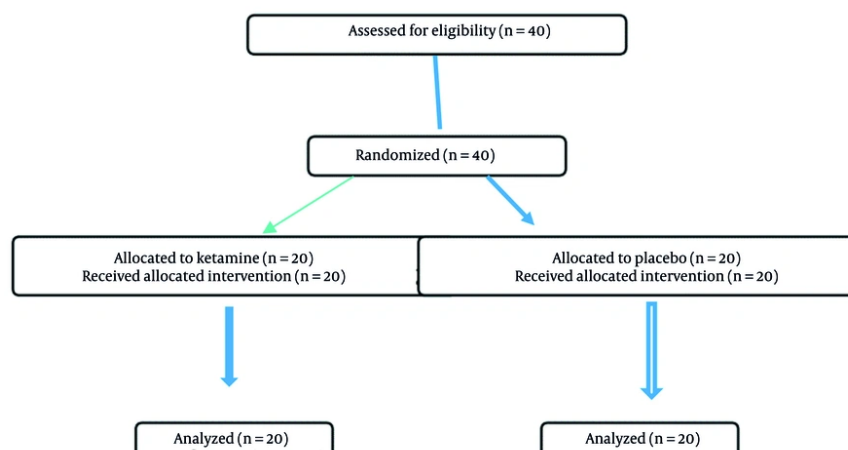 Assessed for eligibility (n = 40)
Randomized (n = 40)
Allocated to ketamine (n = 20)
Received allocated intervention (n = 20)
Allocated to placebo (n = 20)
Received allocated intervention (n = 20)
Analyzed (n = 20)
Analyzed (n = 20)